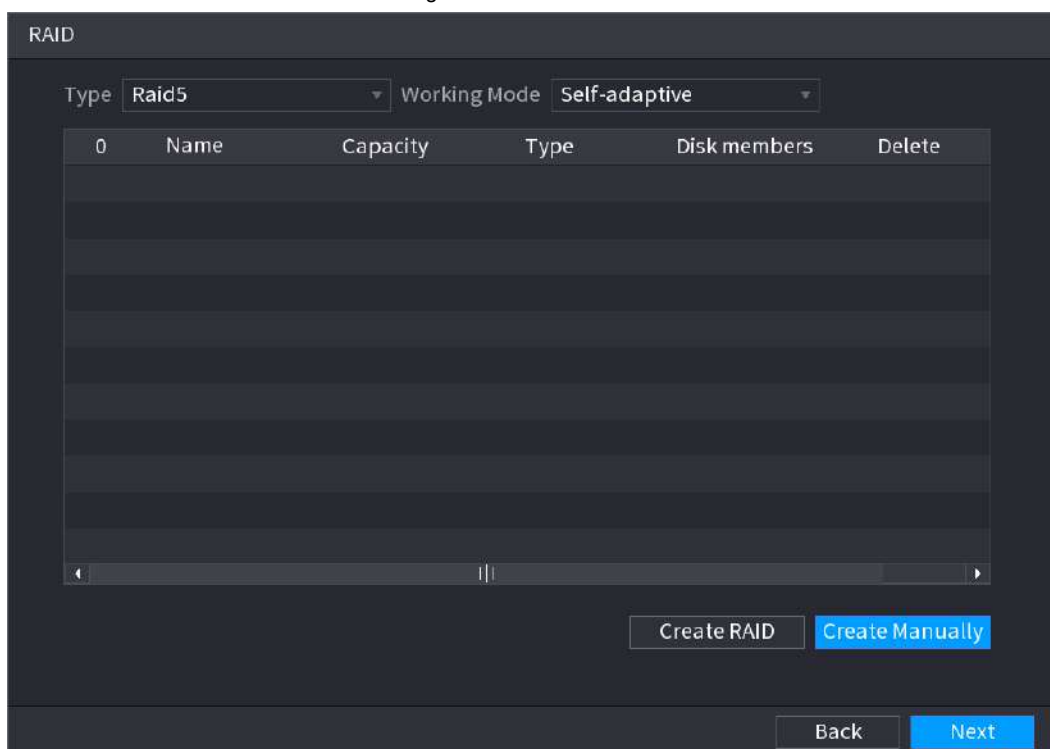 RAID
Type Raid5 Working Mode Self-adaptive
0 Name Capacity Type Disk members Delete
Create RAID Create Manually
Back Next